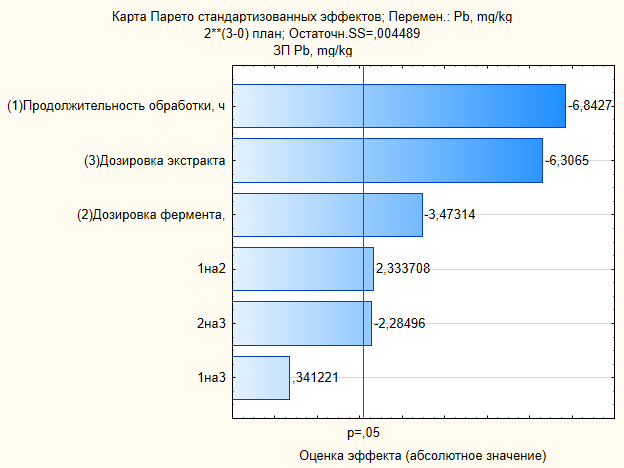 Карта Парето стандартизованных эффектов; Перемен.: Pb, mg/kg
2**(3-0) план; Остаточн.SS=,004489
ЗП Pb, mg/kg
(1)Продолжительность обработки, ч
-6,8427
(3)Дозировка экстракта
-6,3065
(2)Дозировка фермента,
-3,47314
1на2
2,333708
2на3
-2,28496
1на3
,341221
p=,05
Оценка эффекта (абсолютное значение)